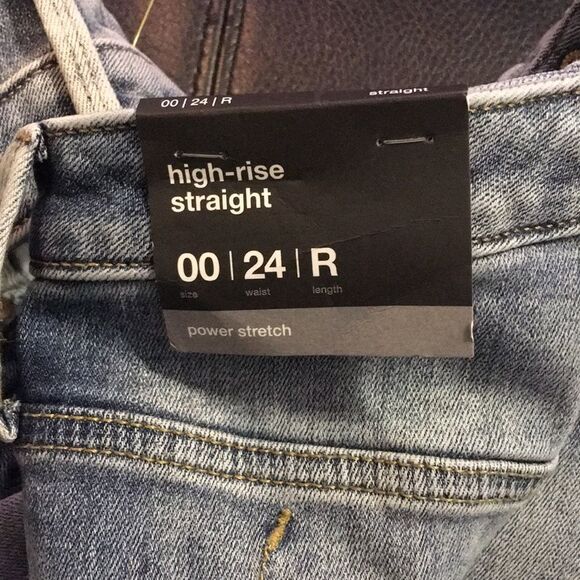 00 | 24 | R straight
high-rise
straight
00 | 24 | R
size waist length
power stretch